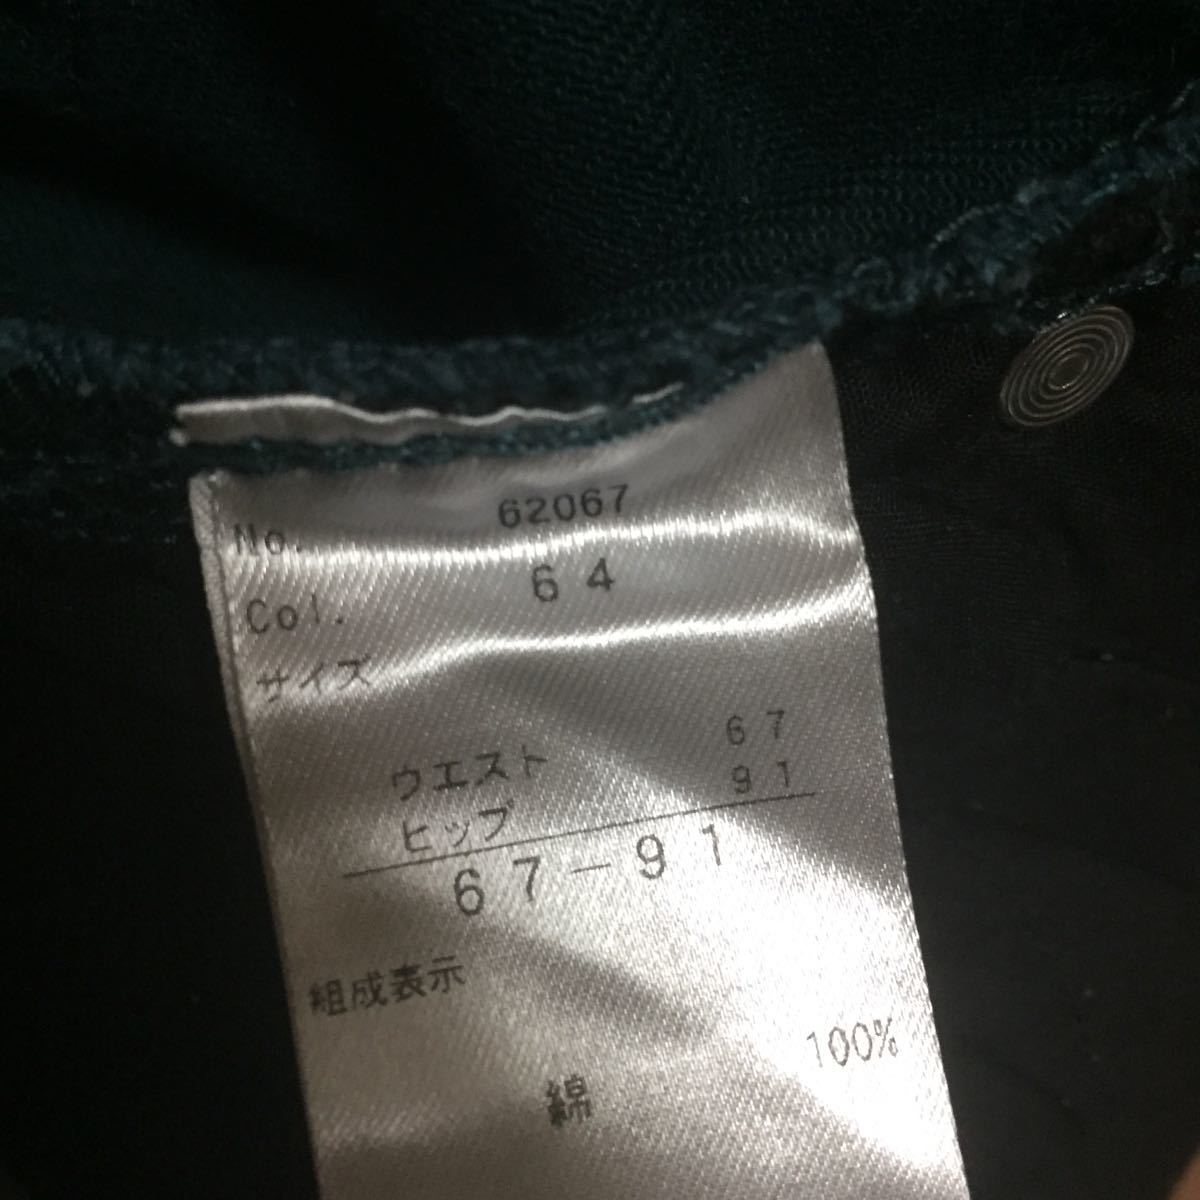 No. 62067
Col. 64
サイズ
ウエスト 67
ヒップ 91
67-91
組成表示
綿 100%